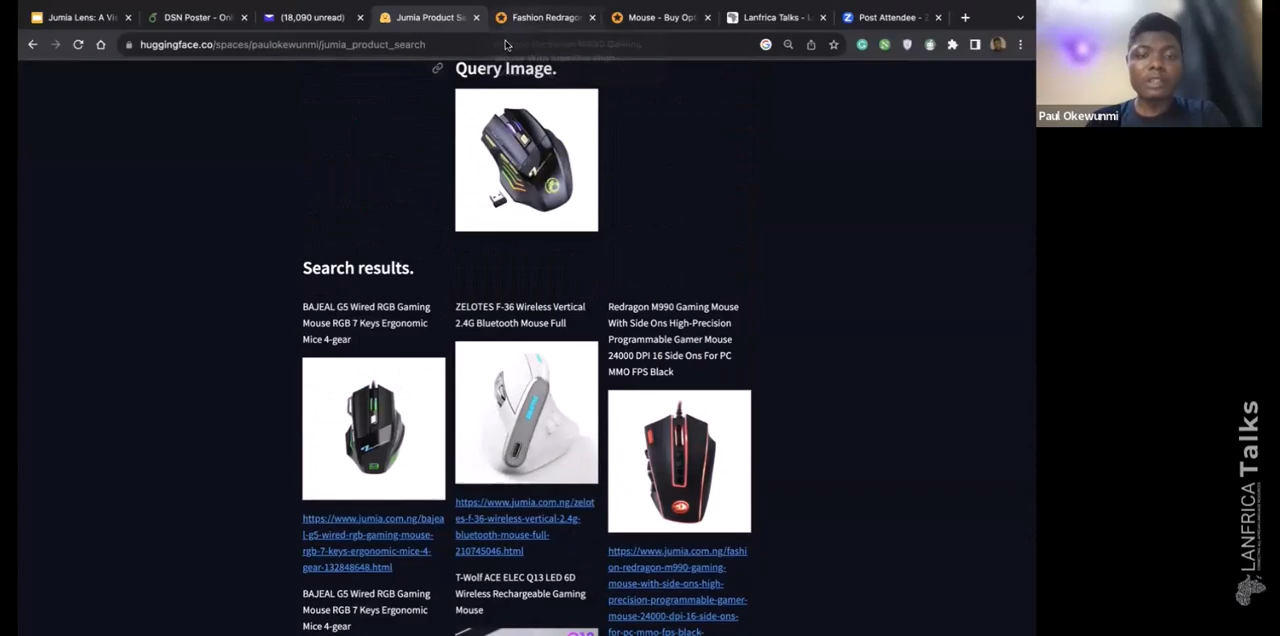 Jumia Lens: A Vi
DSN Poster - Onl
(18,090 unread)
Jumia Product Se
Fashion Redrago
Mouse - Buy Opt
Lanfrica Talks - L
Post Attendee - Z
huggingface.co/spaces/paulokewunmi/jumia_product_search
Paul Okewunmi
Query Image.
Search results.
BAJEAL G5 Wired RGB Gaming
Mouse RGB 7 Keys Ergonomic
Mice 4-gear
https://www.jumia.com.ng/bajea
l-g5-wired-rgb-gaming-mouse-
rgb-7-keys-ergonomic-mice-4-
gear-132848648.html
BAJEAL G5 Wired RGB Gaming
Mouse RGB 7 Keys Ergonomic
Mice 4-gear
ZELOTES F-36 Wireless Vertical
2.4G Bluetooth Mouse Full
https://www.jumia.com.ng/zelot
es-f-36-wireless-vertical-2.4g-
bluetooth-mouse-full-
210745046.html
T-Wolf ACE ELEC Q13 LED 6D
Wireless Rechargeable Gaming
Mouse
Redragon M990 Gaming Mouse
With Side Ons High-Precision
Programmable Gamer Mouse
24000 DPI 16 Side Ons For PC
MMO FPS Black
https://www.jumia.com.ng/fashi
on-redragon-m990-gaming-
mouse-with-side-ons-high-
precision-programmable-gamer-
mouse-24000-dpi-16-side-ons-
for-pc-mmo-fps-black-
LANFRICA Talks